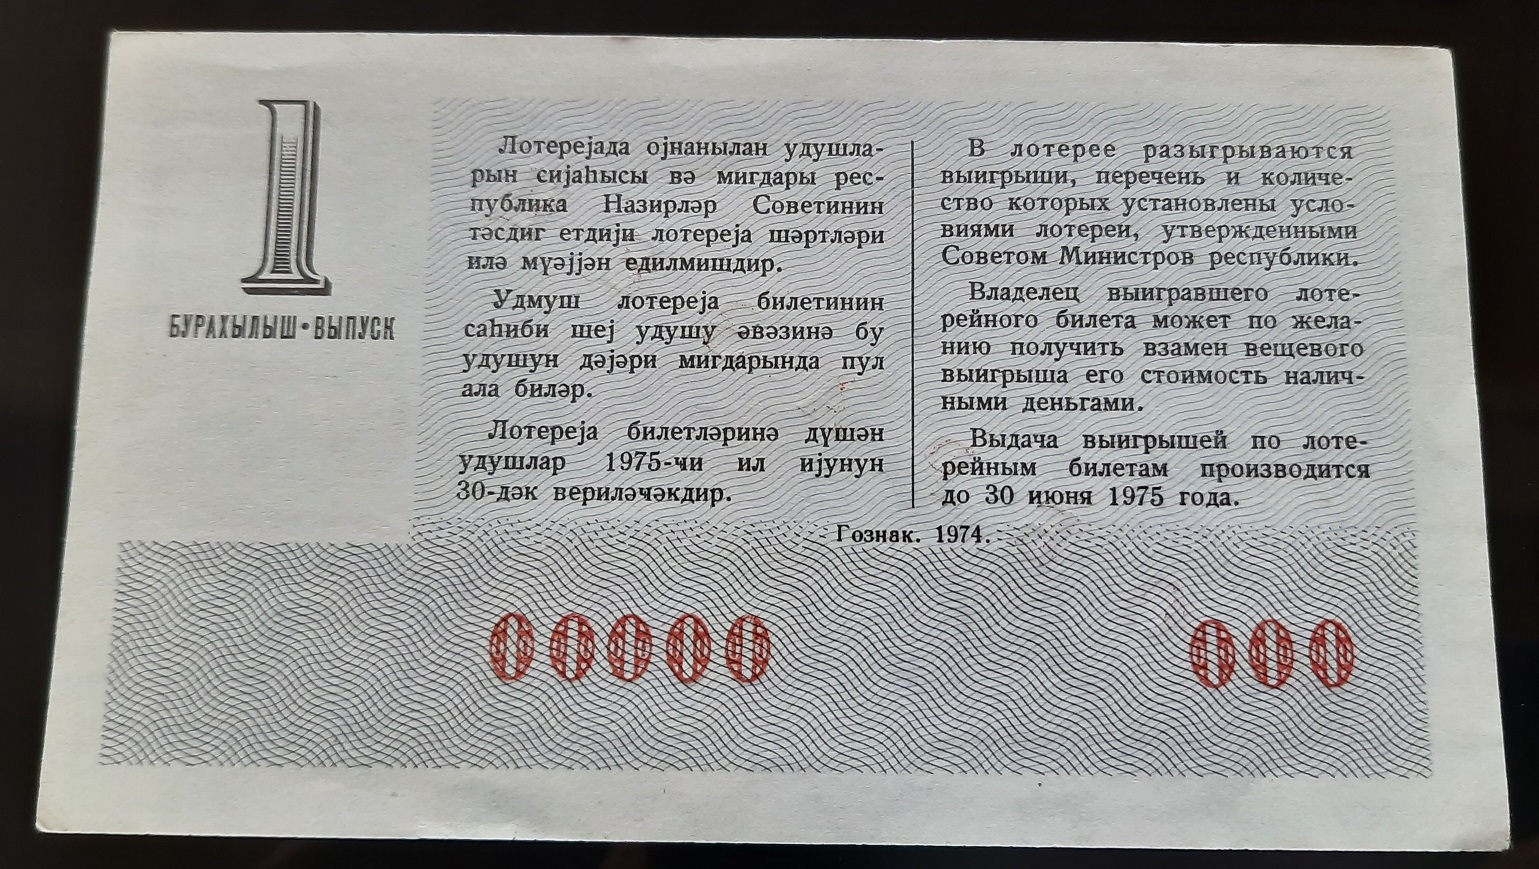 1
БУРАХЫЛЫШ•ВЫПУСК
Лотерејада ојнанылан удушла-
рын сијаһысы вә мигдары рес-
публика Назирләр Советинин
тәсдиг етдији лотереја шәртләри
илә мүәјјән едилмишдир.
Удмуш лотереја билетинин
саһиби шеј удушу әвәзинә бу
удушун дәјәри мигдарында пул
ала биләр.
Лотереја билетләринә дүшән
удушлар 1975-чи ил ијунун
30-дәк вериләчәкдир.
В лотерее разыгрываются
выигрыши, перечень и количе-
ство которых установлены усло-
виями лотереи, утвержденными
Советом Министров республики.
Владелец выигравшего лоте-
рейного билета может по жела-
нию получить взамен вещевого
выигрыша его стоимость налич-
ными деньгами.
Выдача выигрышей по лоте-
рейным билетам производится
до 30 июня 1975 года.
Гознак. 1974.
00000 000